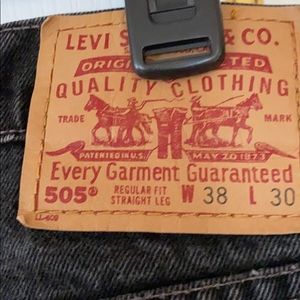 LEVI S & CO.
QUALITY CLOTHING
TRADE MARK
PATENTED IN U.S. MAY 20 1873
Every Garment Guaranteed
505® REGULAR FIT STRAIGHT LEG W 38 L 30